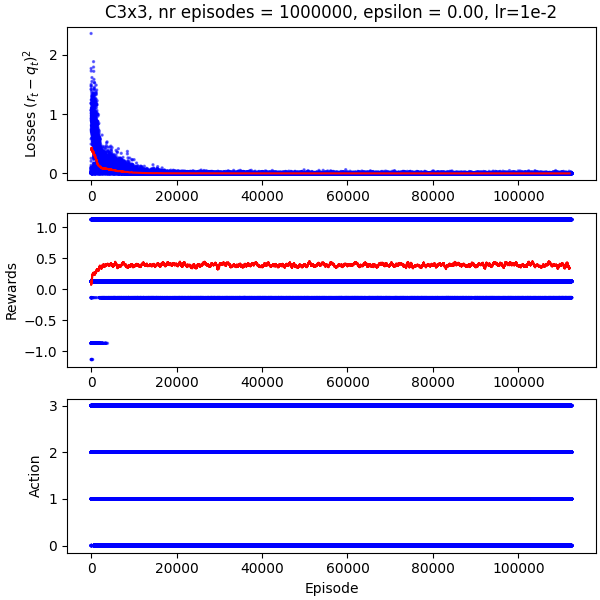 C3x3, nr episodes = 1000000, epsilon = 0.00, lr=1e-2
Losses (r_t − q_t)^2
2
1
0
0 20000 40000 60000 80000 100000
Rewards
1.0
0.5
0.0
−0.5
−1.0
0 20000 40000 60000 80000 100000
Action
3
2
1
0
0 20000 40000 60000 80000 100000
Episode